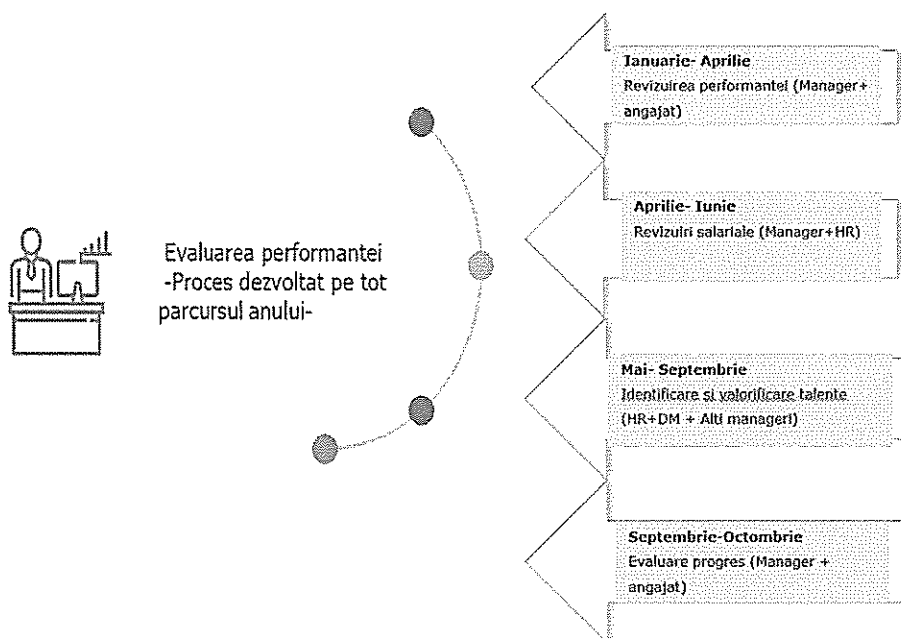 Evaluarea performantei
-Proces dezvoltat pe tot
parcursul anului-
Ianuarie- Aprilie
Revizuirea performantei (Manager+
angajat)
Aprilie- Iunie
Revizuiri salariale (Manager+HR)
Mai- Septembrie
Identificare si valorificare talente
(HR+DM + Alti manageri)
Septembrie-Octombrie
Evaluare progres (Manager +
angajat)